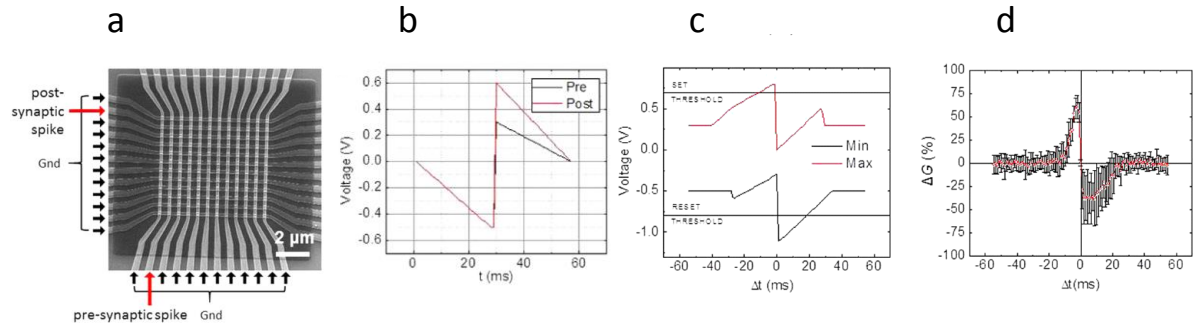 a
b
c
d
post-
synaptic
spike
Gnd
2 μm
pre-synaptic spike Gnd
0.6
0.4
0.2
0.0
-0.2
-0.4
-0.6
Voltage (V)
Pre
Post
0 20 40 60
t (ms)
SET
THRESHOLD
0.5
0.0
-0.5
-1.0
Voltage (V)
Min
Max
RESET
THRESHOLD
-60 -40 -20 0 20 40 60
Δt (ms)
100
75
50
25
0
-25
-50
-75
-100
ΔG (%)
-60 -40 -20 0 20 40 60
Δt(ms)